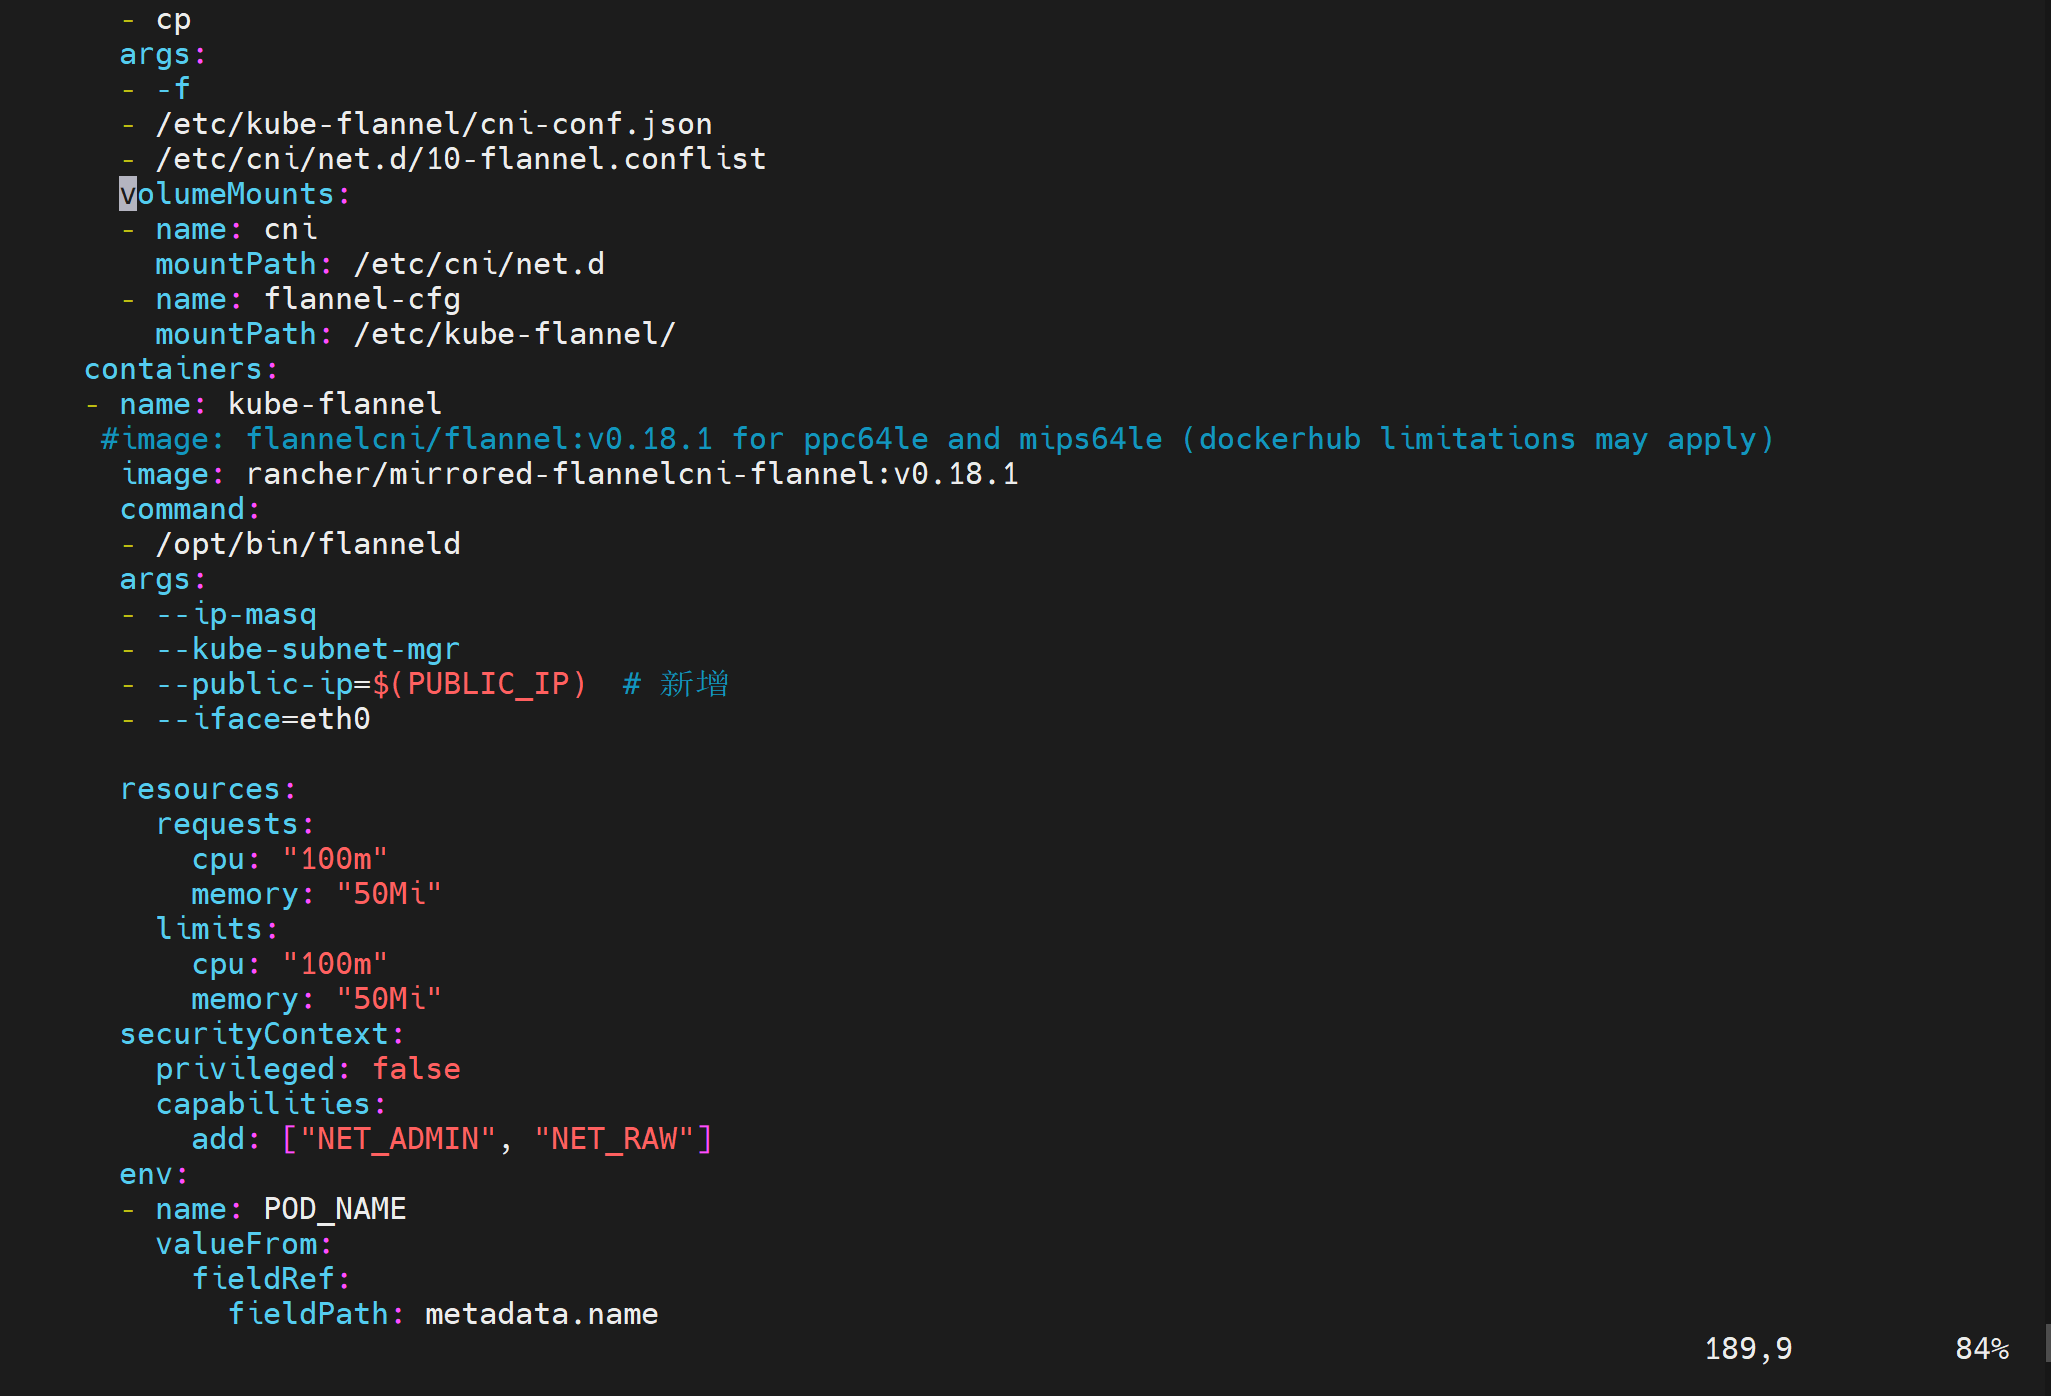 - cp
args:
- -f
- /etc/kube-flannel/cni-conf.json
- /etc/cni/net.d/10-flannel.conflist
volumeMounts:
- name: cni
mountPath: /etc/cni/net.d
- name: flannel-cfg
mountPath: /etc/kube-flannel/
containers:
- name: kube-flannel
#image: flannelcni/flannel:v0.18.1 for ppc64le and mips64le (dockerhub limitations may apply)
image: rancher/mirrored-flannelcni-flannel:v0.18.1
command:
- /opt/bin/flanneld
args:
- --ip-masq
- --kube-subnet-mgr
- --public-ip=$(PUBLIC_IP)  # 新增
- --iface=eth0
resources:
requests:
cpu: "100m"
memory: "50Mi"
limits:
cpu: "100m"
memory: "50Mi"
securityContext:
privileged: false
capabilities:
add: ["NET_ADMIN", "NET_RAW"]
env:
- name: POD_NAME
valueFrom:
fieldRef:
fieldPath: metadata.name
189,9 84%